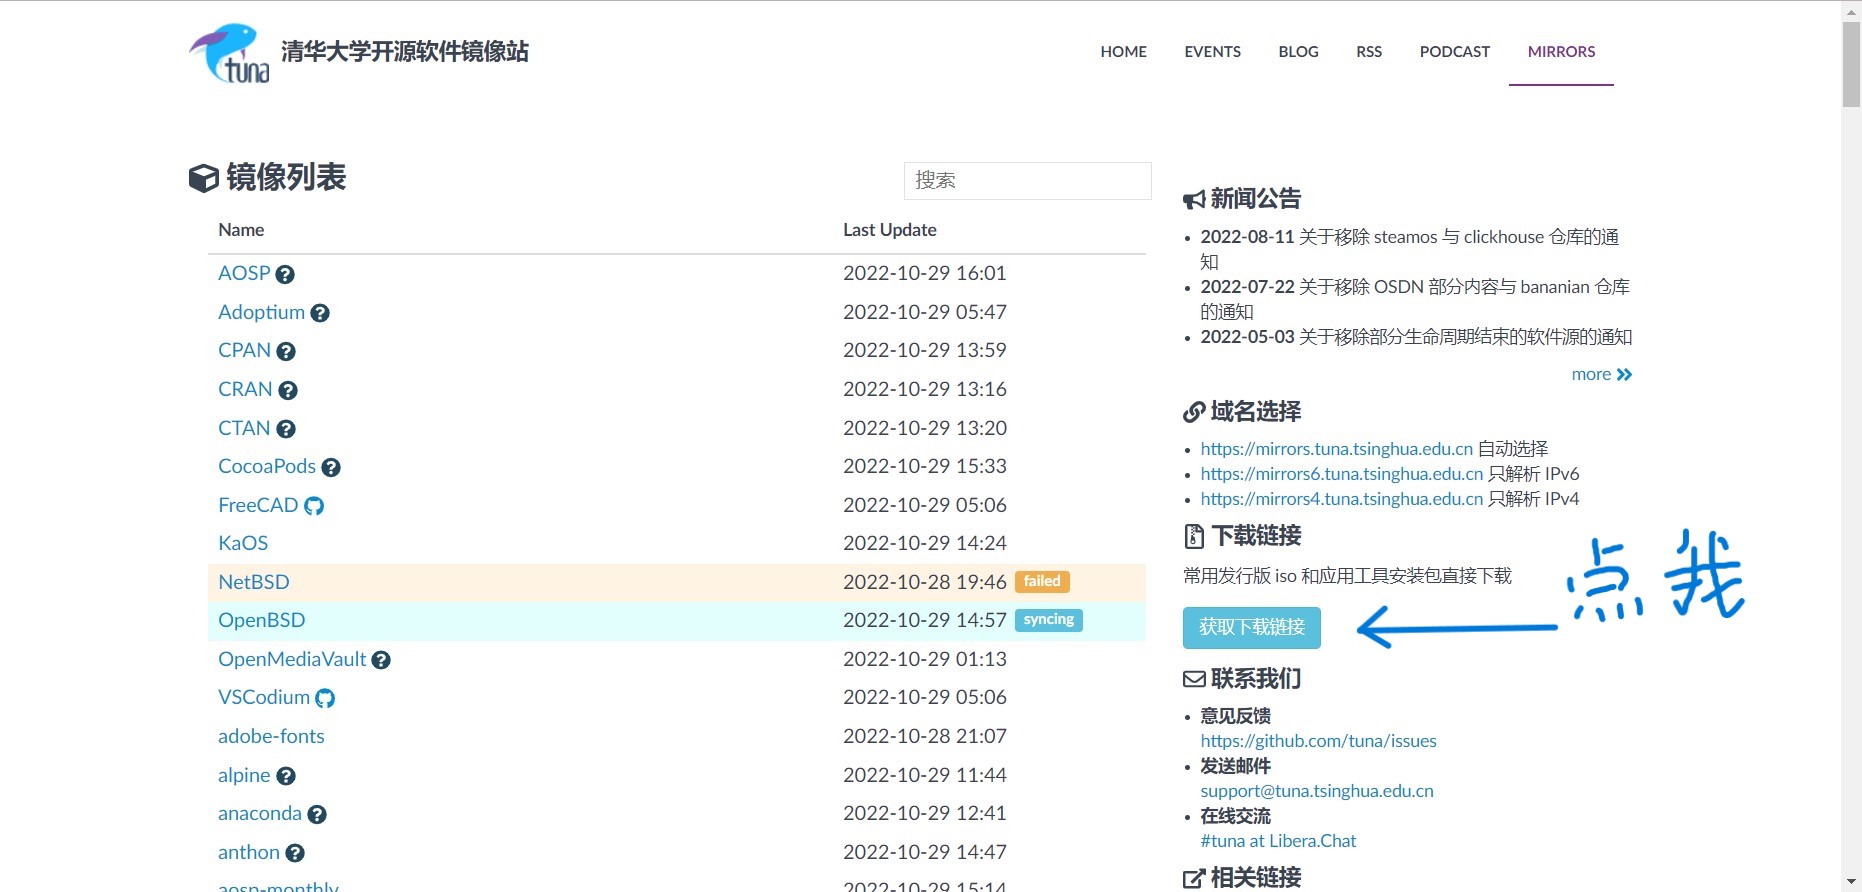 tuna 清华大学开源软件镜像站
HOME EVENTS BLOG RSS PODCAST MIRRORS
镜像列表
搜索
Name Last Update
AOSP 2022-10-29 16:01
Adoptium 2022-10-29 05:47
CPAN 2022-10-29 13:59
CRAN 2022-10-29 13:16
CTAN 2022-10-29 13:20
CocoaPods 2022-10-29 15:33
FreeCAD 2022-10-29 05:06
KaOS 2022-10-29 14:24
NetBSD 2022-10-28 19:46 failed
OpenBSD 2022-10-29 14:57 syncing
OpenMediaVault 2022-10-29 01:13
VSCodium 2022-10-29 05:06
adobe-fonts 2022-10-28 21:07
alpine 2022-10-29 11:44
anaconda 2022-10-29 12:41
anthon 2022-10-29 14:47
aosp-monthly 2022-10-29 15:14
新闻公告
2022-08-11 关于移除 steamos 与 clickhouse 仓库的通
知
2022-07-22 关于移除 OSDN 部分内容与 bananian 仓库
的通知
2022-05-03 关于移除部分生命周期结束的软件源的通知
more
域名选择
https://mirrors.tuna.tsinghua.edu.cn 自动选择
https://mirrors6.tuna.tsinghua.edu.cn 只解析 IPv6
https://mirrors4.tuna.tsinghua.edu.cn 只解析 IPv4
下载链接
常用发行版 iso 和应用工具安装包直接下载
获取下载链接
点我
联系我们
意见反馈
https://github.com/tuna/issues
发送邮件
support@tuna.tsinghua.edu.cn
在线交流
#tuna at Libera.Chat
相关链接